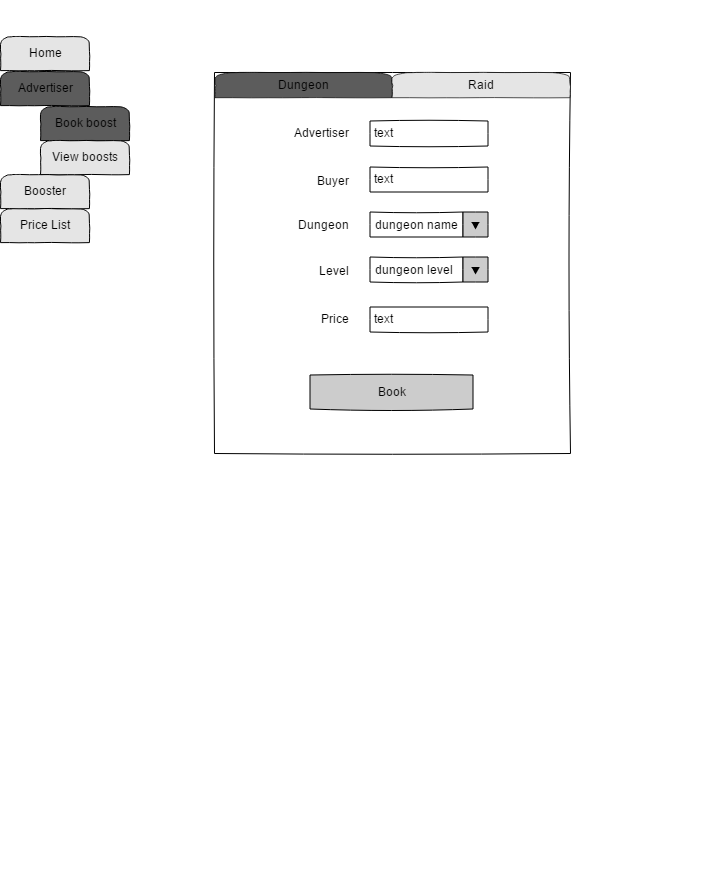 Home
Advertiser
Book boost
View boosts
Booster
Price List
Dungeon Raid
Advertiser text
Buyer text
Dungeon dungeon name
Level dungeon level
Price text
Book